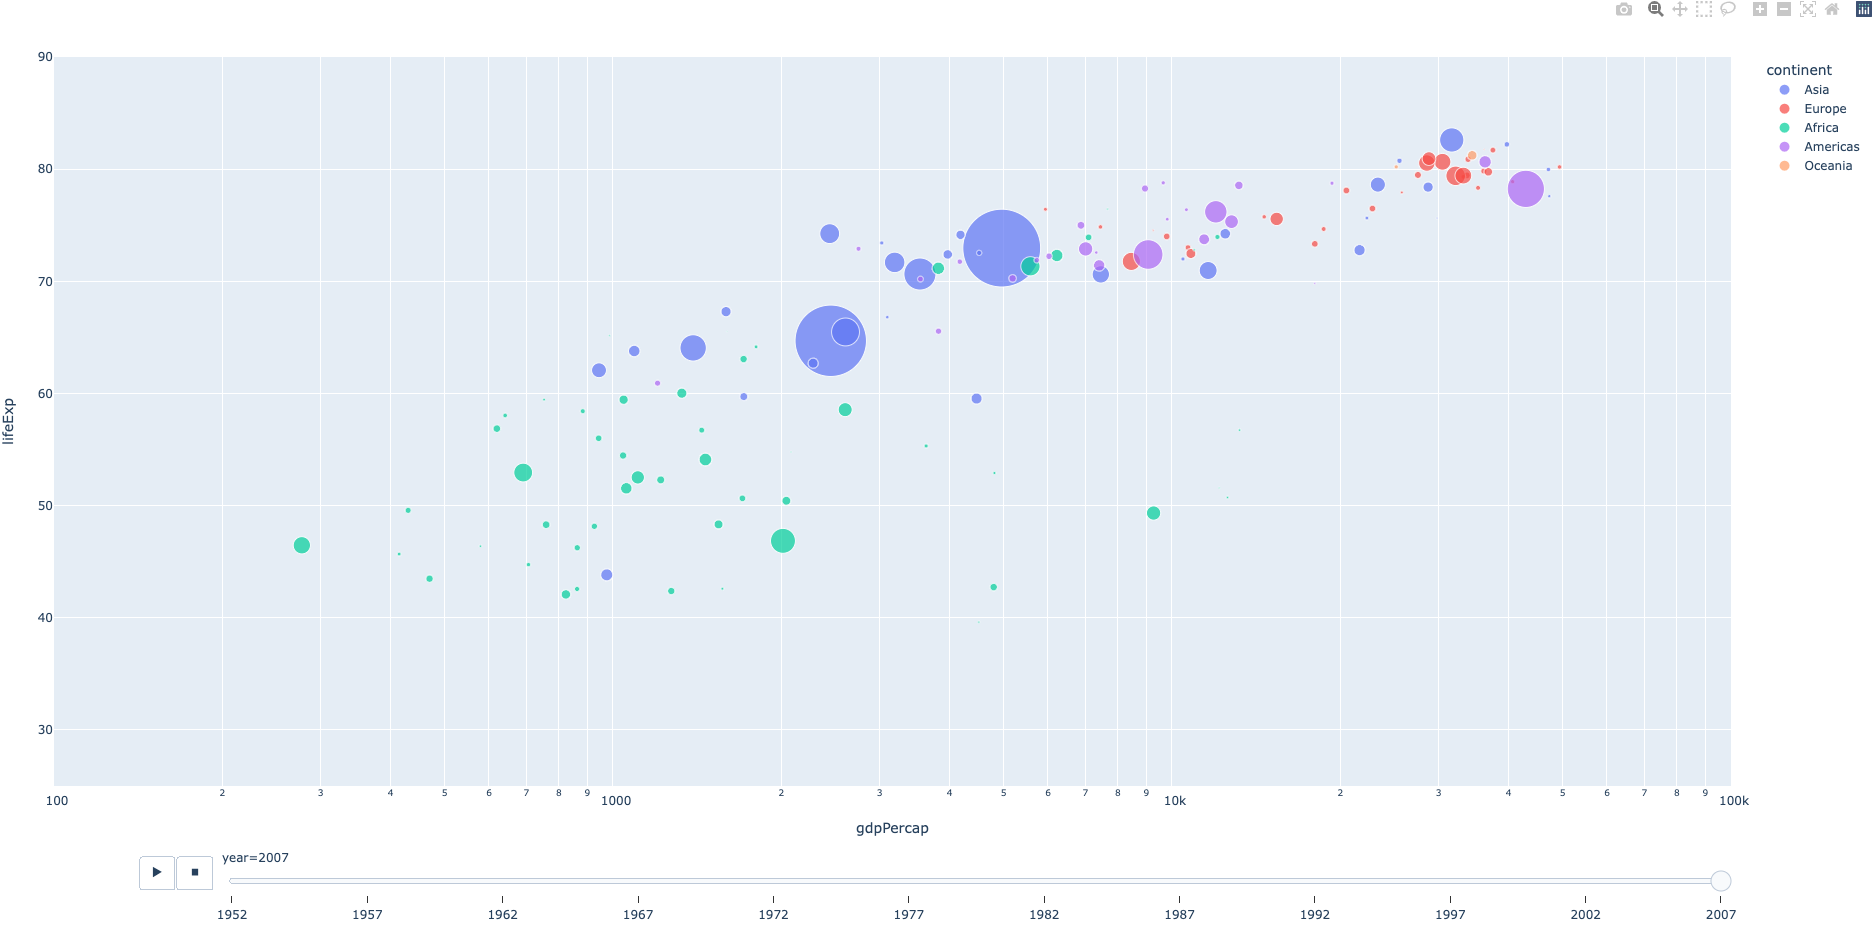 continent
Asia
Europe
Africa
Americas
Oceania
lifeExp
90
80
70
60
50
40
30
100 2 3 4 5 6 7 8 9 1000 2 3 4 5 6 7 8 9 10k 2 3 4 5 6 7 8 9 100k
gdpPercap
year=2007
1952 1957 1962 1967 1972 1977 1982 1987 1992 1997 2002 2007